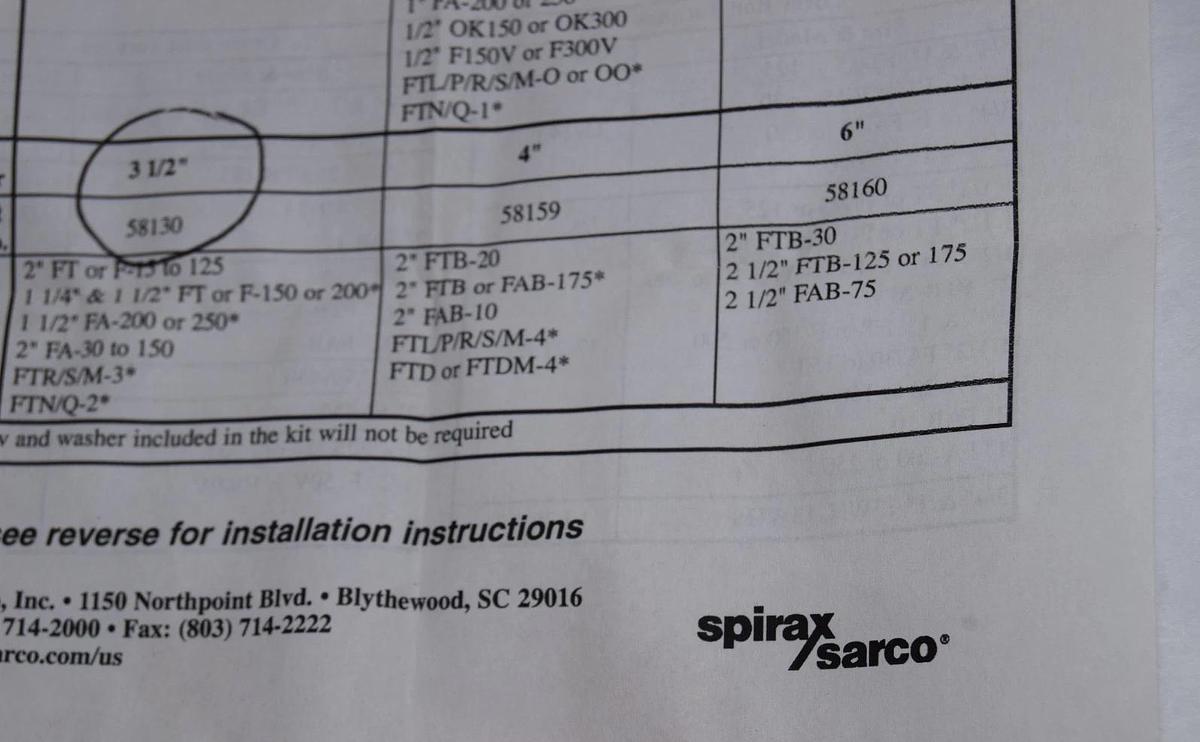 1/2" OK150 or OK300
1/2" F150V or F300V
FTL/P/R/S/M-O or OO*
FTN/Q-1*
3 1/2"
4"
6"
58130
58159
58160
2" FT or F-15 to 125
1 1/4" & 1 1/2" FT or F-150 or 200*
1 1/2" FA-200 or 250*
2" FA-30 to 150
FTR/S/M-3*
FTN/Q-2*
2" FTB-20
2" FTB or FAB-175*
2" FAB-10
FTL/P/R/S/M-4*
FTD or FTDM-4*
2" FTB-30
2 1/2" FTB-125 or 175
2 1/2" FAB-75
and washer included in the kit will not be required
ee reverse for installation instructions
, Inc. • 1150 Northpoint Blvd. • Blythewood, SC 29016
714-2000 • Fax: (803) 714-2222
arco.com/us
spirax
sarco®